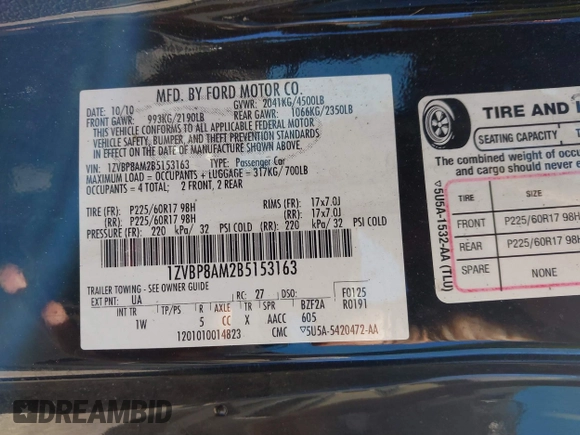 MFD. BY FORD MOTOR CO.
DATE: 10/10 GVWR: 2041KG/4500LB
FRONT GAWR: 993KG/2190LB REAR GAWR: 1066KG/2350LB
THIS VEHICLE CONFORMS TO ALL APPLICABLE FEDERAL MOTOR
VEHICLE SAFETY, BUMPER, AND THEFT PREVENTION STANDARDS
IN EFFECT ON THE DATE OF MANUFACTURE SHOWN ABOVE.
VIN: 1ZVBP8AM2B5153163 TYPE: Passenger Car
MAXIMUM LOAD = OCCUPANTS + LUGGAGE = 317KG/700LB
OCCUPANTS = 4 TOTAL: 2 FRONT, 2 REAR
TIRE (FR): P225/60R17 98H RIMS (FR): 17x7.0J
(RR): P225/60R17 98H (RR): 17x7.0J
PRESSURE (FR): 220 kPa/ 32 PSI COLD (RR): 220 kPa/ 32 PSI COLD
1ZVBP8AM2B5153163
TRAILER TOWING - SEE OWNER GUIDE
EXT PNT: UA RC: 27 DSO: F0125
INT TR TP/PS R AXLE TR SPR BZF2A R0191
1W 5 CC X AACC 605
1201010014823 CMC 5U5A-5420472-AA
TIRE AND
SEATING CAPACITY
The combined weight of occu
and cargo should never
TIRE SIZE
FRONT P225/60R17 98H
REAR P225/60R17 98H
SPARE NONE
5U5A-1532-AA (TLU)
DREAMBID